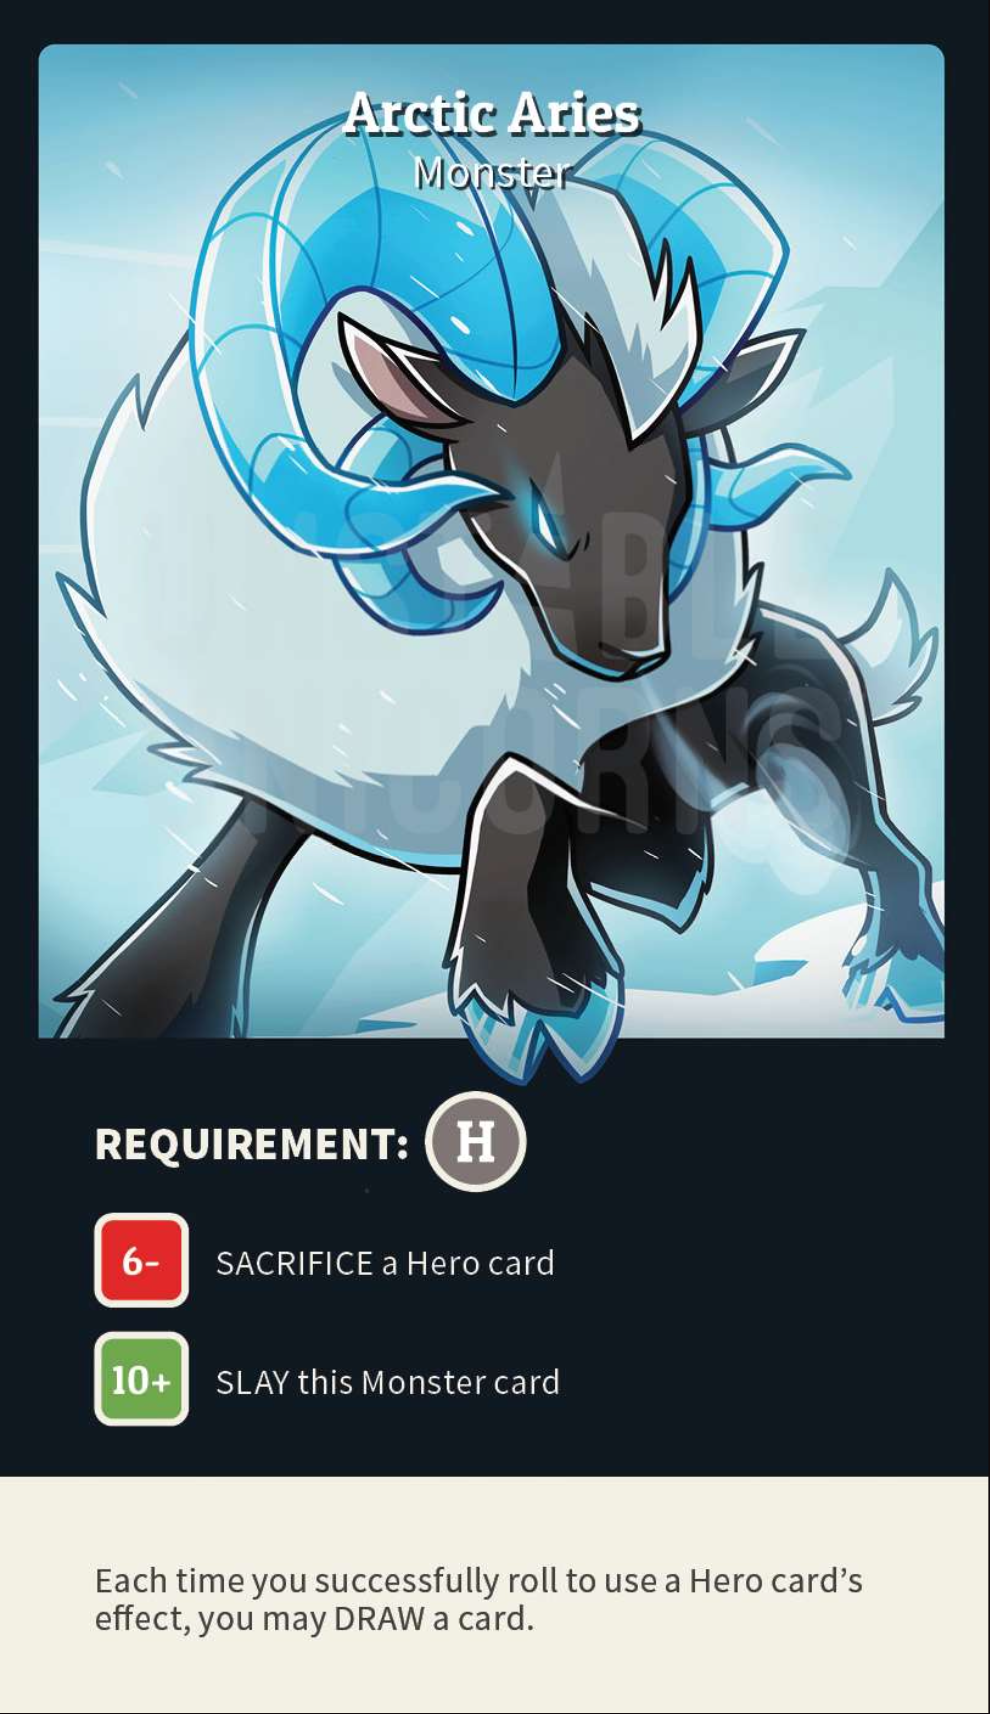 Arctic Aries
Monster
UNSTABLE
UNICORNS
REQUIREMENT: H
6- SACRIFICE a Hero card
10+ SLAY this Monster card
Each time you successfully roll to use a Hero card’s
effect, you may DRAW a card.